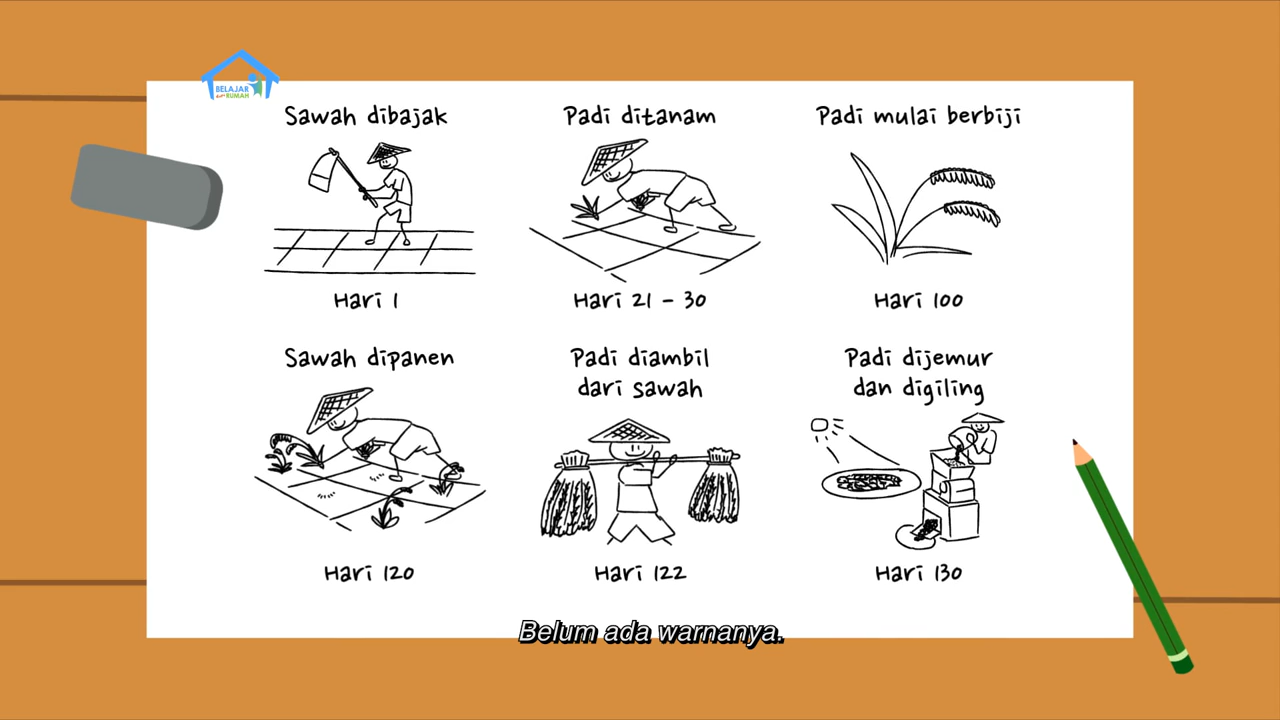 BELAJAR
dari RUMAH
Sawah dibajak
Padi ditanam
Padi mulai berbiji
Hari 1
Hari 21 - 30
Hari 100
Sawah dipanen
Padi diambil
dari sawah
Padi dijemur
dan digiling
Hari 120
Hari 122
Hari 130
Belum ada warnanya.